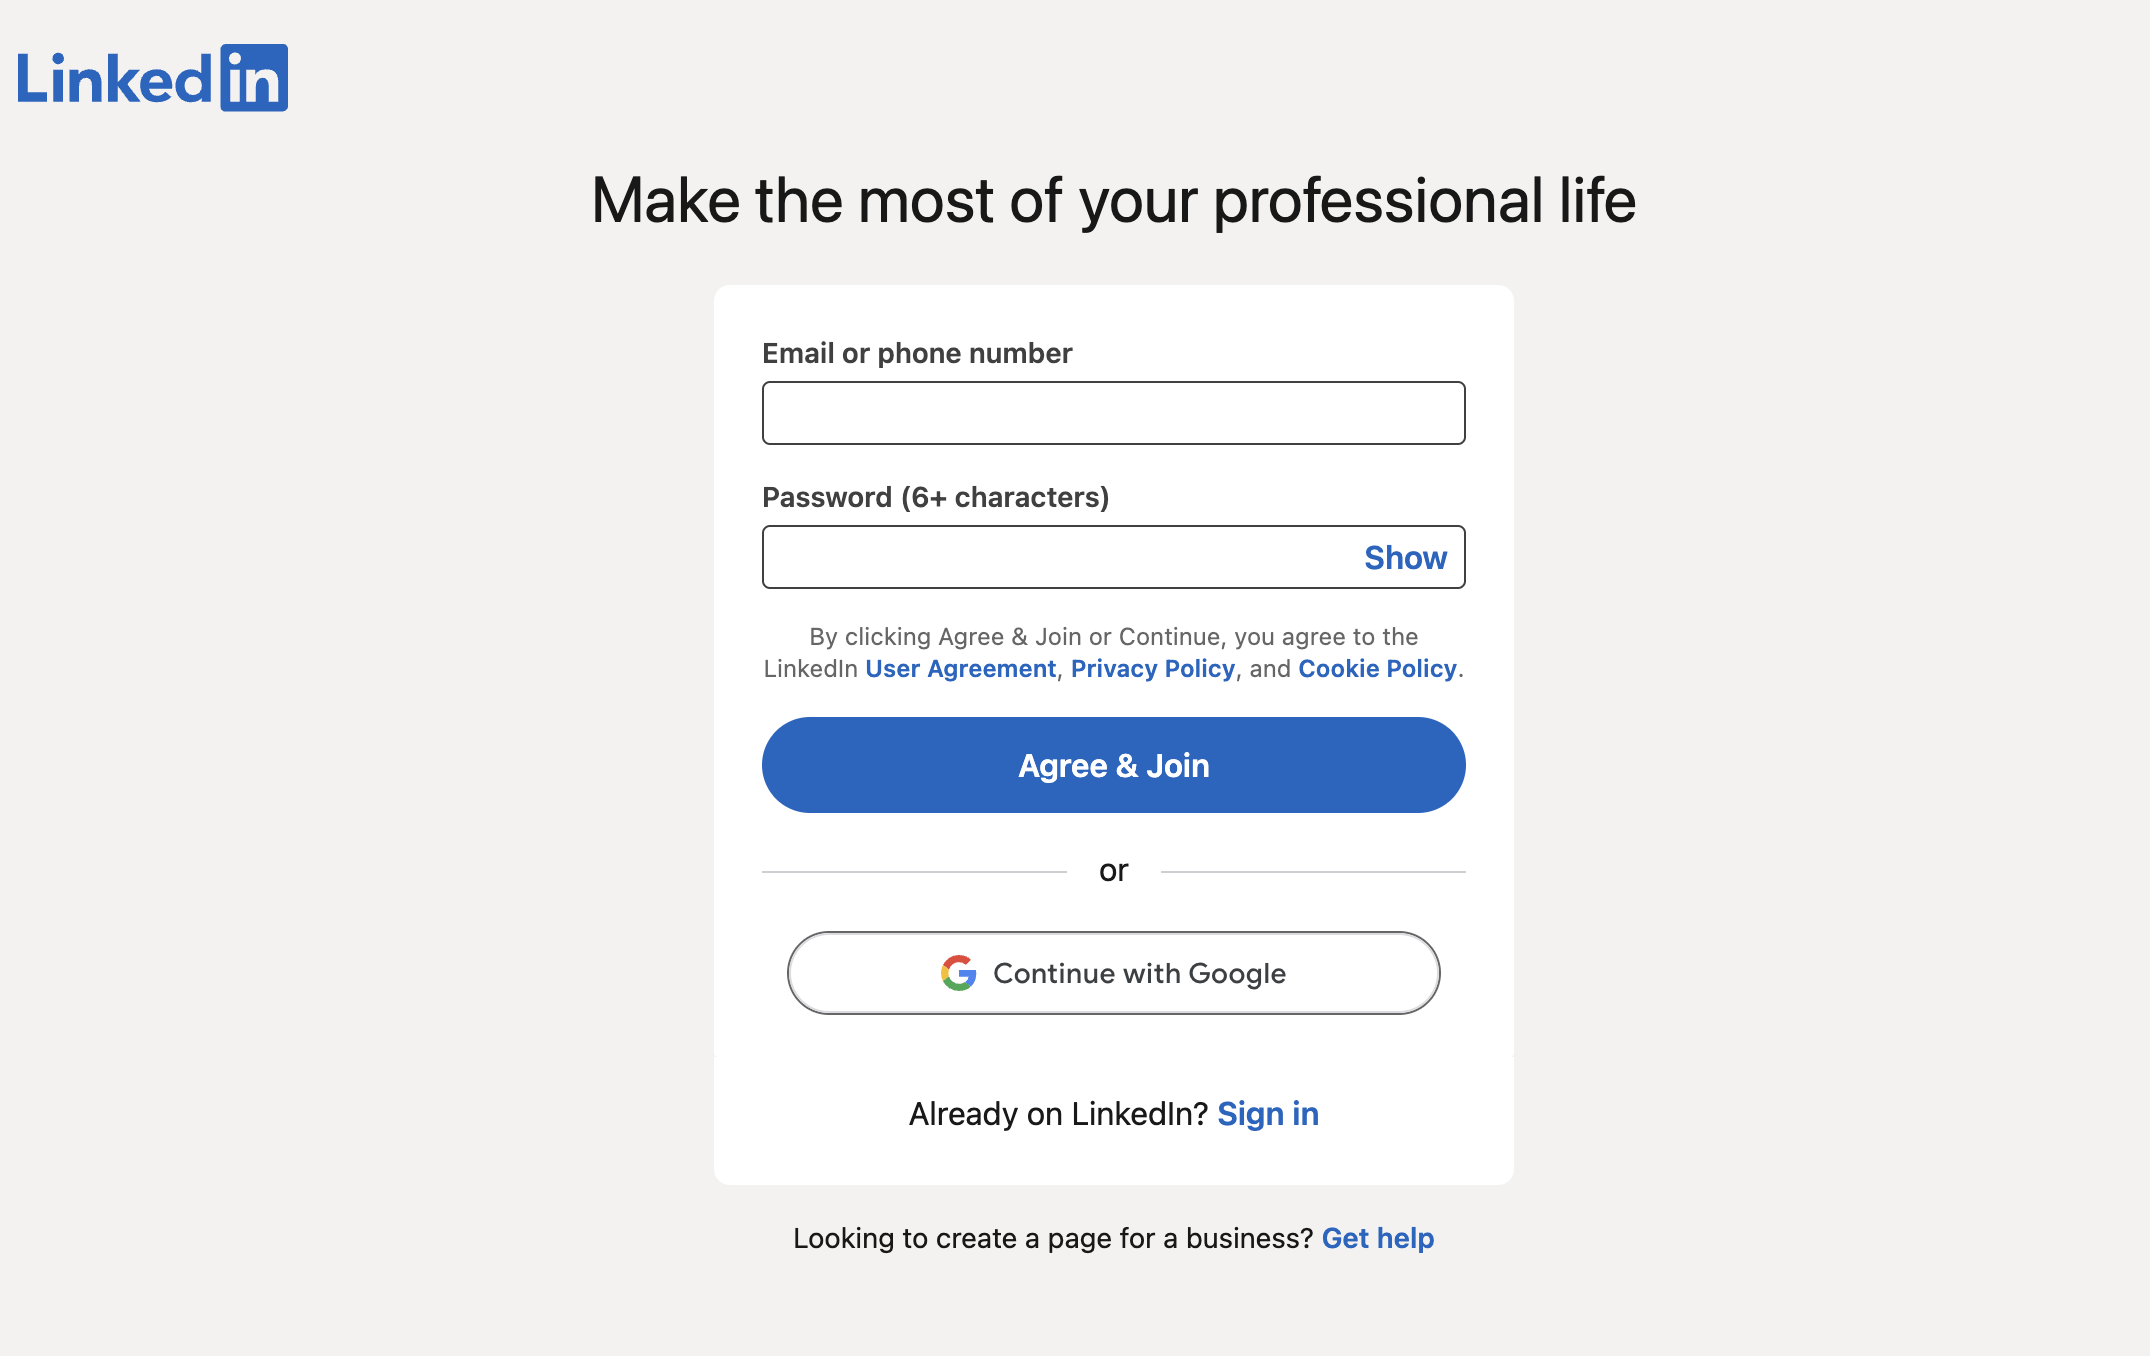 Linkedin
Make the most of your professional life
Email or phone number
Password (6+ characters)
Show
By clicking Agree & Join or Continue, you agree to the
LinkedIn User Agreement, Privacy Policy, and Cookie Policy.
Agree & Join
or
Continue with Google
Already on LinkedIn? Sign in
Looking to create a page for a business? Get help